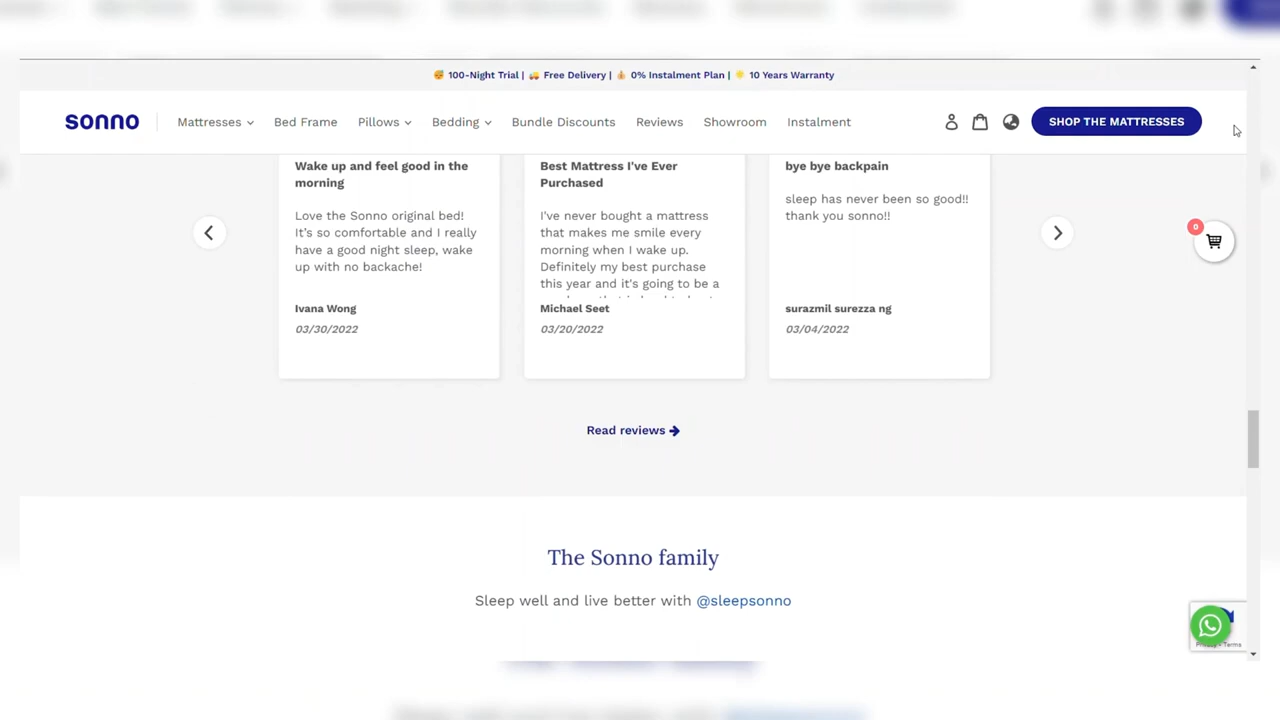 100-Night Trial | Free Delivery | 0% Instalment Plan | 10 Years Warranty
sonno Mattresses Bed Frame Pillows Bedding Bundle Discounts Reviews Showroom Instalment SHOP THE MATTRESSES
0
Wake up and feel good in the
morning
Love the Sonno original bed!
It's so comfortable and I really
have a good night sleep, wake
up with no backache!
Ivana Wong
03/30/2022
Best Mattress I've Ever
Purchased
I've never bought a mattress
that makes me smile every
morning when I wake up.
Definitely my best purchase
this year and it's going to be a
Michael Seet
03/20/2022
bye bye backpain
sleep has never been so good!!
thank you sonno!!
surazmil surezza ng
03/04/2022
Read reviews
The Sonno family
Sleep well and live better with @sleepsonno
Privacy - Terms